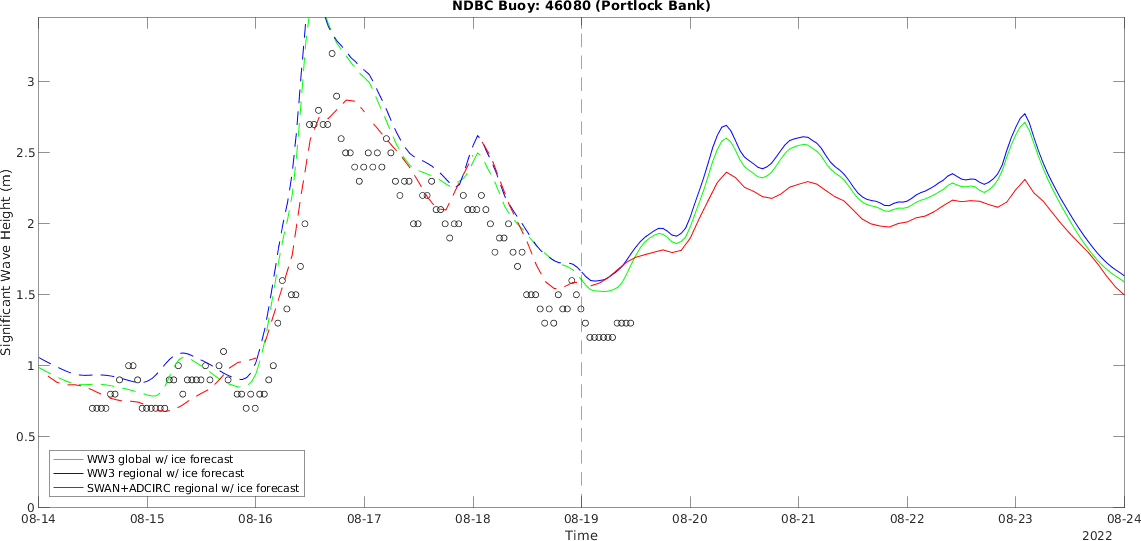 NDBC Buoy: 46080 (Portlock Bank)
Significant Wave Height (m)
3
2.5
2
1.5
1
0.5
0
WW3 global w/ ice forecast
WW3 regional w/ ice forecast
SWAN+ADCIRC regional w/ ice forecast
08-14 08-15 08-16 08-17 08-18 08-19 08-20 08-21 08-22 08-23 08-24
Time
2022